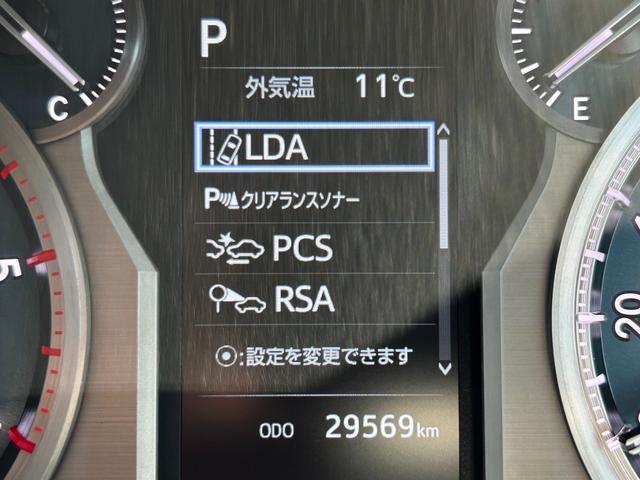 P
外気温 11℃
C
E
LDA
Pクリアランスソナー
PCS
RSA
5
20
:設定を変更できます
ODO 29569km